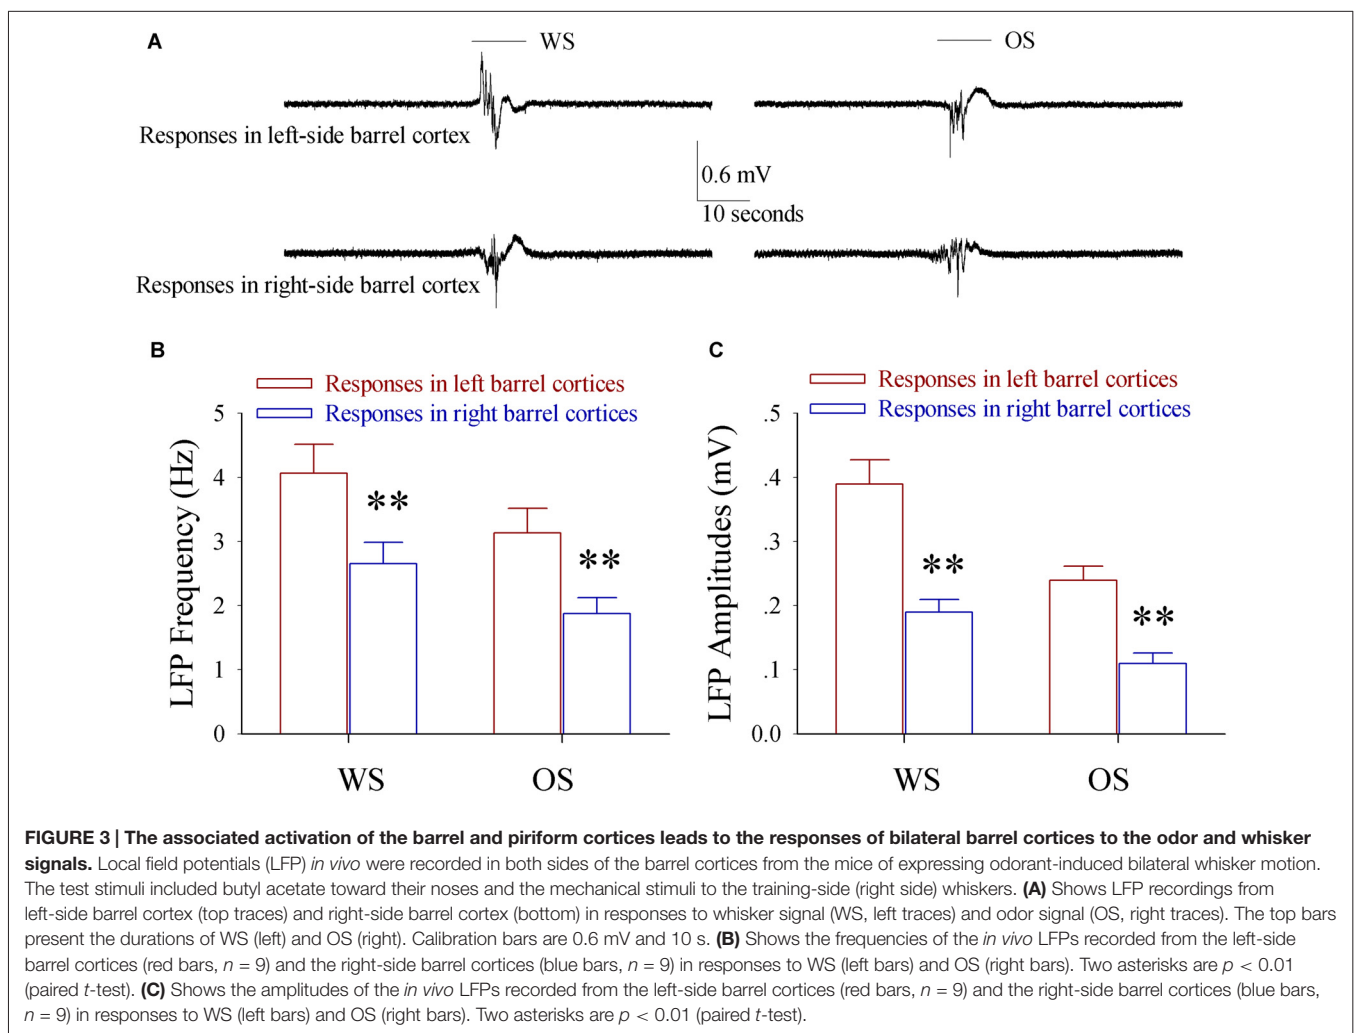 A
WS
OS
Responses in left-side barrel cortex
0.6 mV
10 seconds
Responses in right-side barrel cortex
B
Responses in left barrel cortices
Responses in right barrel cortices
5
4
3
2
1
0
LFP Frequency (Hz)
**
**
WS
OS
C
Responses in left barrel cortices
Responses in right barrel cortices
.5
.4
.3
.2
.1
0.0
LFP Amplitudes (mV)
**
**
WS
OS
FIGURE 3 | The associated activation of the barrel and piriform cortices leads to the responses of bilateral barrel cortices to the odor and whisker
signals. Local field potentials (LFP) in vivo were recorded in both sides of the barrel cortices from the mice of expressing odorant-induced bilateral whisker motion.
The test stimuli included butyl acetate toward their noses and the mechanical stimuli to the training-side (right side) whiskers. (A) Shows LFP recordings from
left-side barrel cortex (top traces) and right-side barrel cortex (bottom) in responses to whisker signal (WS, left traces) and odor signal (OS, right traces). The top bars
present the durations of WS (left) and OS (right). Calibration bars are 0.6 mV and 10 s. (B) Shows the frequencies of the in vivo LFPs recorded from the left-side
barrel cortices (red bars, n = 9) and the right-side barrel cortices (blue bars, n = 9) in responses to WS (left bars) and OS (right bars). Two asterisks are p < 0.01
(paired t-test). (C) Shows the amplitudes of the in vivo LFPs recorded from the left-side barrel cortices (red bars, n = 9) and the right-side barrel cortices (blue bars,
n = 9) in responses to WS (left bars) and OS (right bars). Two asterisks are p < 0.01 (paired t-test).